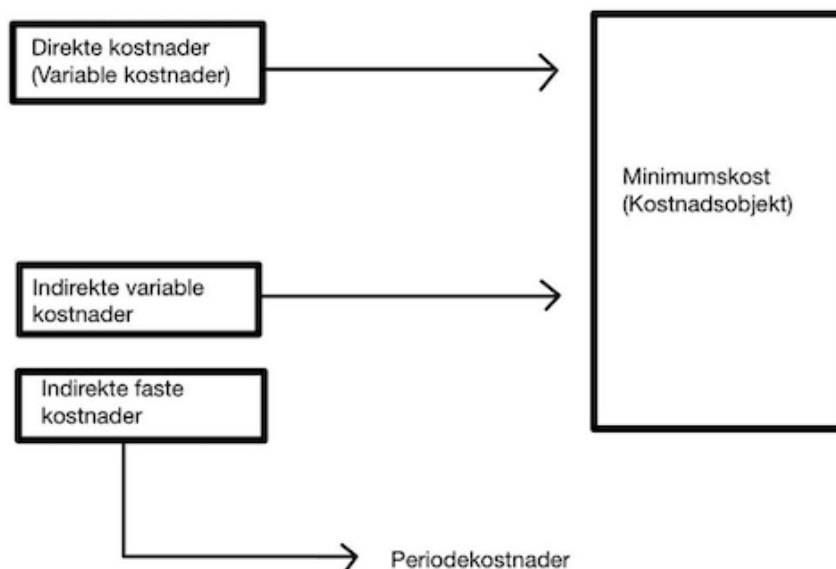 Direkte kostnader
(Variable kostnader)
Minimumskost
(Kostnadsobjekt)
Indirekte variable
kostnader
Indirekte faste
kostnader
Periodekostnader